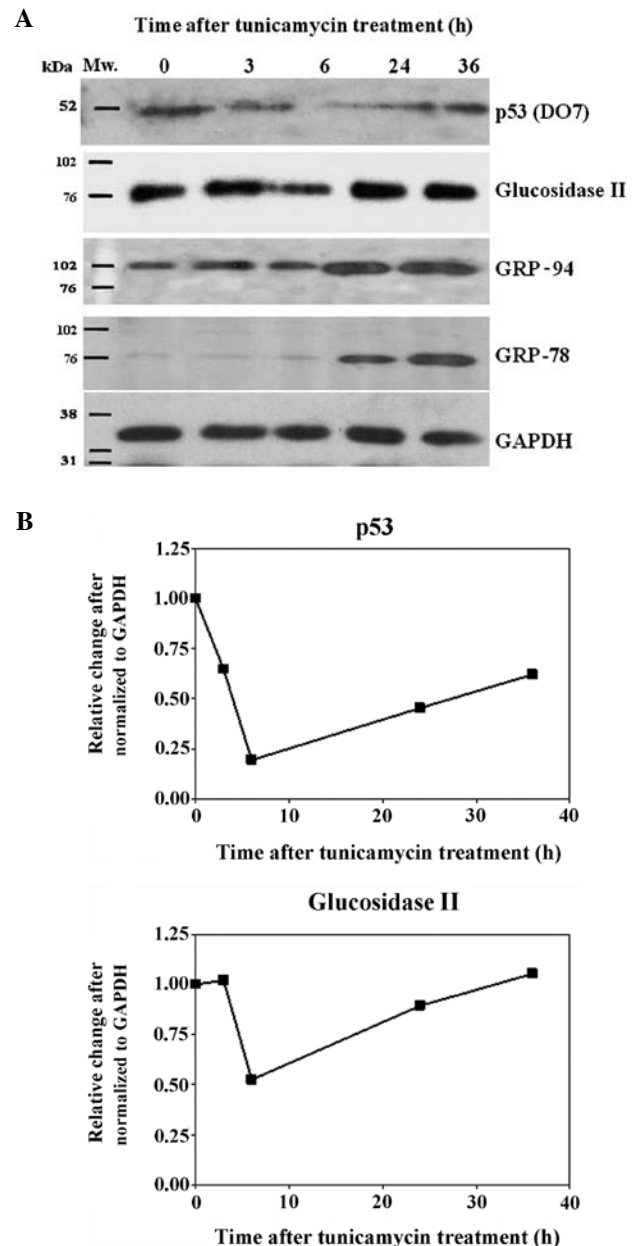 A
Time after tunicamycin treatment (h)
kDa Mw. 0 3 6 24 36
52
p53 (DO7)
102
76
Glucosidase II
102
76
GRP-94
102
76
GRP-78
38
31
GAPDH
B
p53
Relative change after
normalized to GAPDH
1.25
1.00
0.75
0.50
0.25
0.00
0 10 20 30 40
Time after tunicamycin treatment (h)
Glucosidase II
Relative change after
normalized to GAPDH
1.25
1.00
0.75
0.50
0.25
0.00
0 10 20 30 40
Time after tunicamycin treatment (h)